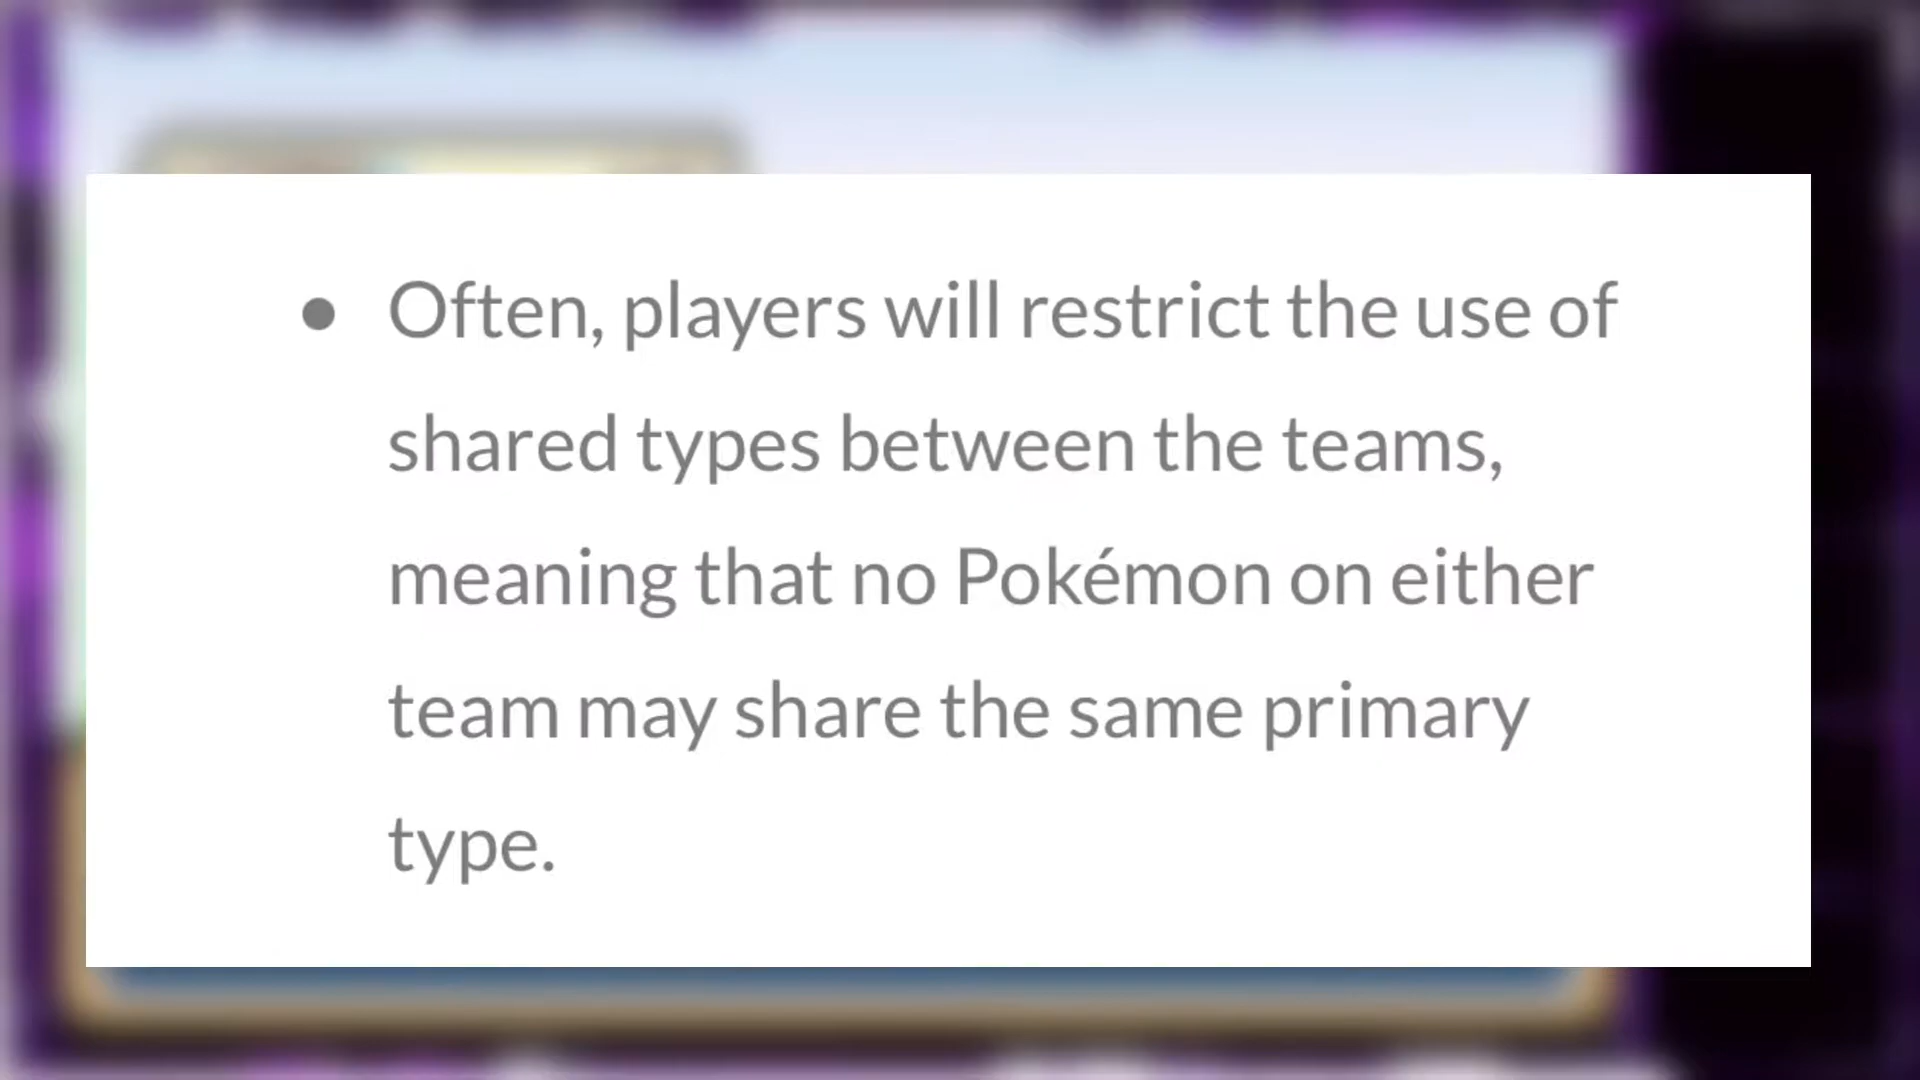 • Often, players will restrict the use of
shared types between the teams,
meaning that no Pokémon on either
team may share the same primary
type.